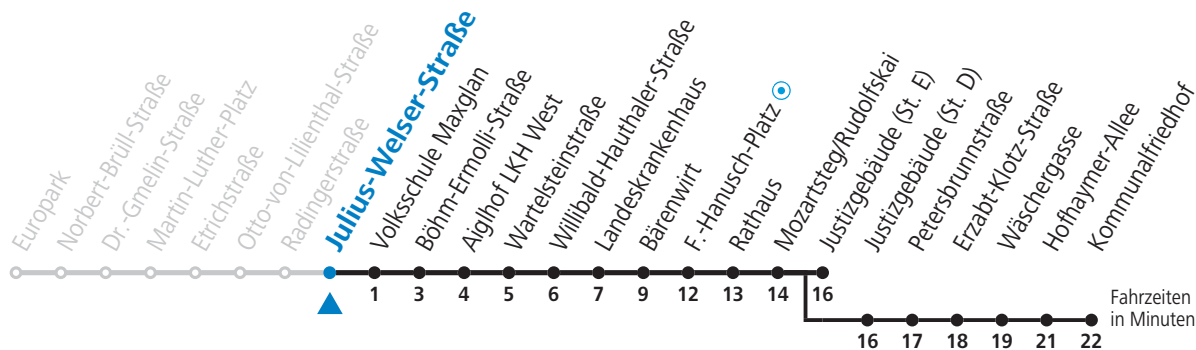 Europark
Norbert-Brüll-Straße
Dr.-Gmelin-Straße
Martin-Luther-Platz
Etrichstraße
Otto-von-Lilienthal-Straße
Radingerstraße
Julius-Welser-Straße
Volksschule Maxglan
Böhm-Ermolli-Straße
Aiglhof LKH West
Wartelsteinstraße
Willibald-Hauthaler-Straße
Landeskrankenhaus
Bärenwirt
F.-Hanusch-Platz
Rathaus
Mozartsteg/Rudolfskai
Justizgebäude (St. E)
Justizgebäude (St. D)
Petersbrunnstraße
Erzabt-Klotz-Straße
Wäschergasse
Hofhaymer-Allee
Kommunalfriedhof
1 3 4 5 6 7 9 12 13 14 16
Fahrzeiten
in Minuten
16 17 18 19 21 22